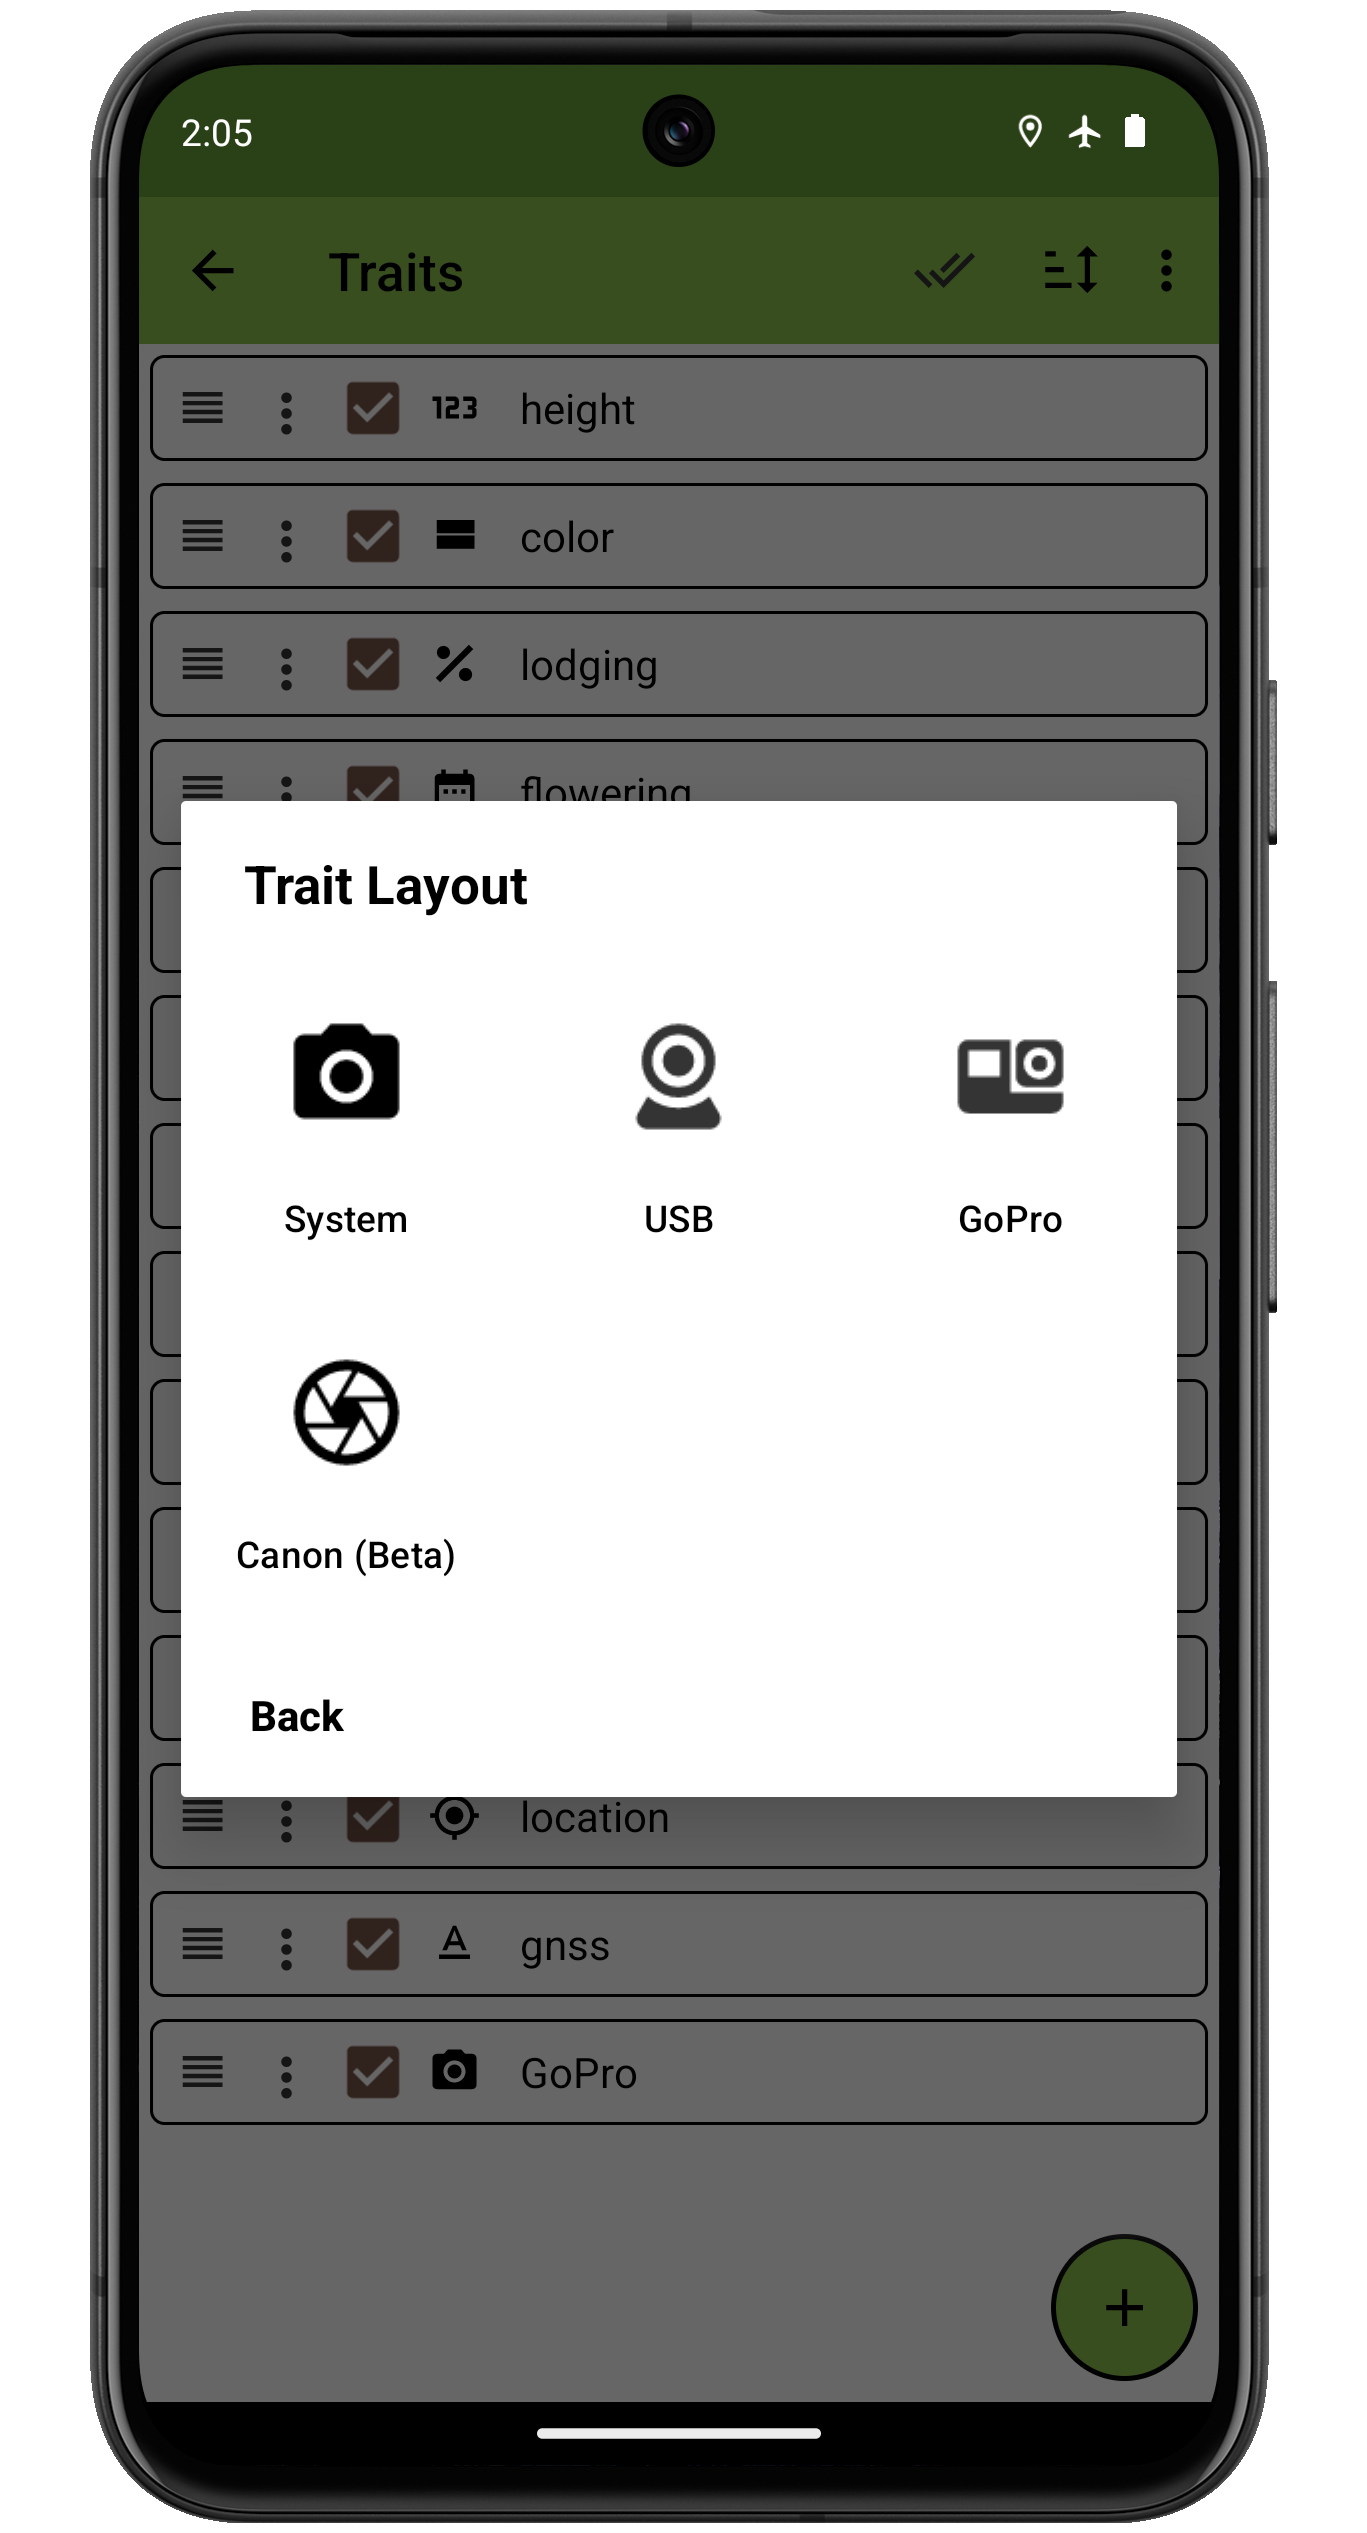 2:05
Traits
123 height
color
lodging
flowering
Trait Layout
System USB GoPro
Canon (Beta)
Back
location
gnss
GoPro